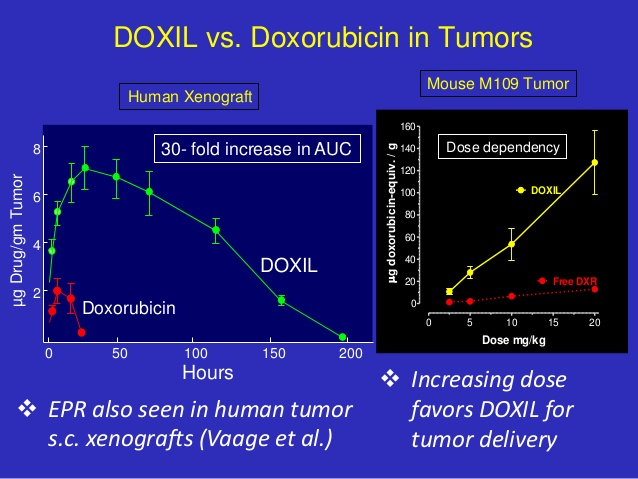 DOXIL vs. Doxorubicin in Tumors
Human Xenograft
Mouse M109 Tumor
30- fold increase in AUC
µg Drug/gm Tumor
8
6
4
2
DOXIL
Doxorubicin
0 50 100 150 200
Hours
Dose dependency
µg doxorubicin-equiv. / g
160
140
120
100
80
60
40
20
0
DOXIL
Free DXR
0 5 10 15 20
Dose mg/kg
❖ EPR also seen in human tumor
s.c. xenografts (Vaage et al.)
❖ Increasing dose
favors DOXIL for
tumor delivery